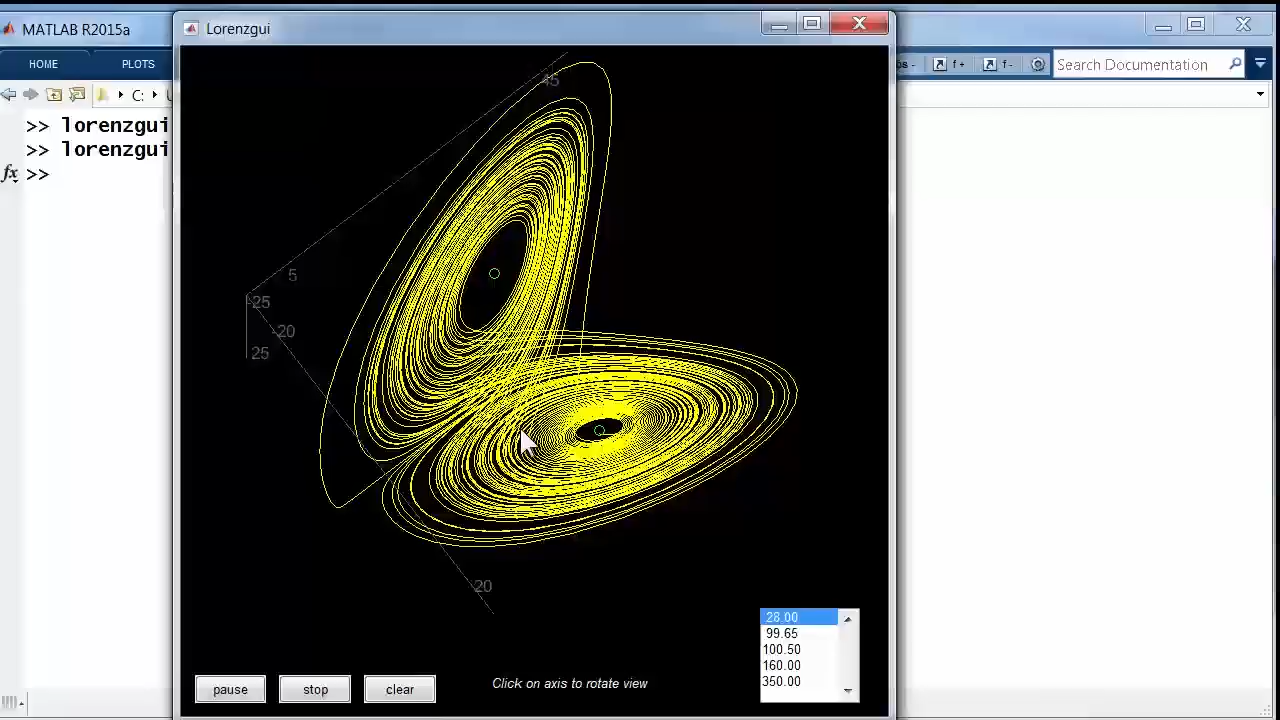 MATLAB R2015a
Lorenzgui
HOME
PLOTS
f +
f -
Search Documentation
C:
>> lorenzgui
>> lorenzgui
fx >>
45
5
-25
-20
25
20
28.00
99.65
100.50
160.00
350.00
pause
stop
clear
Click on axis to rotate view